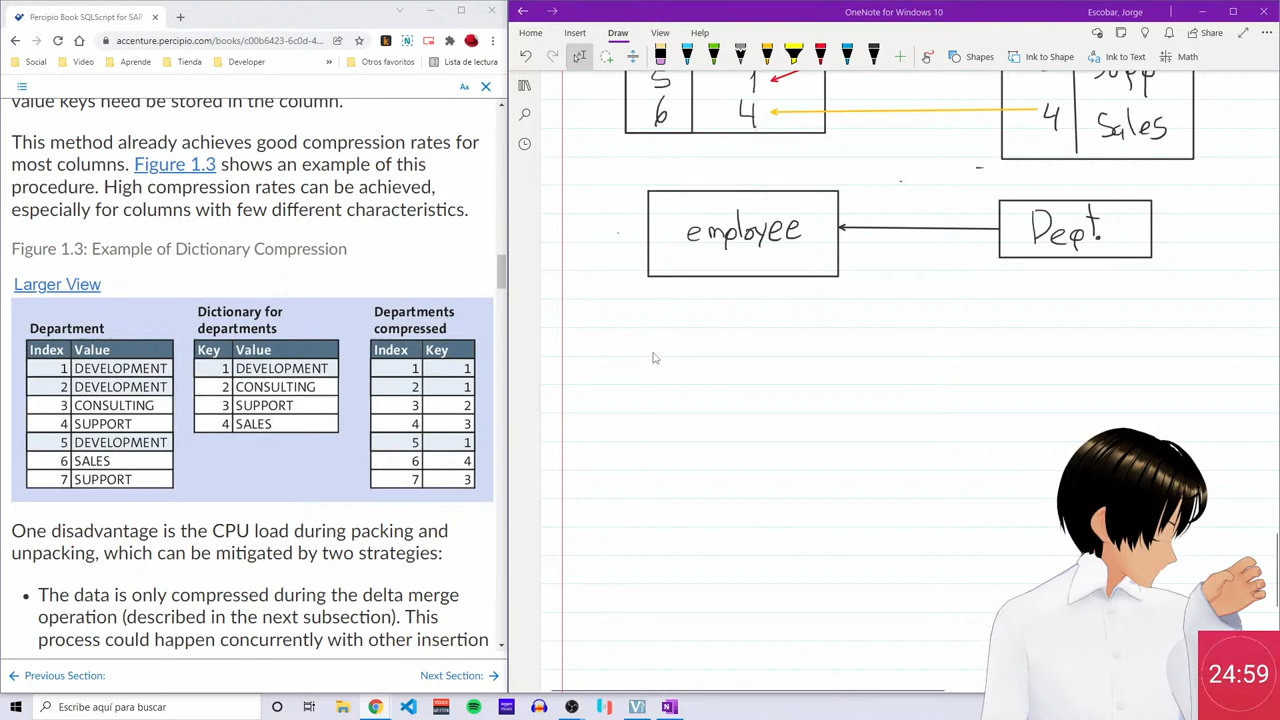 Percipio Book SQLScript for SAP
accenture.percipio.com/books/c00b6423-6c0d-4...
Social
Video
Aprende
Tienda
Developer
»
Otros favoritos
Lista de lectura
value keys need be stored in the column.
This method already achieves good compression rates for
most columns. Figure 1.3 shows an example of this
procedure. High compression rates can be achieved,
especially for columns with few different characteristics.
Figure 1.3: Example of Dictionary Compression
Larger View
Department
Index Value
1 DEVELOPMENT
2 DEVELOPMENT
3 CONSULTING
4 SUPPORT
5 DEVELOPMENT
6 SALES
7 SUPPORT
Dictionary for
departments
Key Value
1 DEVELOPMENT
2 CONSULTING
3 SUPPORT
4 SALES
Departments
compressed
Index Key
1 1
2 1
3 2
4 3
5 1
6 4
7 3
One disadvantage is the CPU load during packing and
unpacking, which can be mitigated by two strategies:
• The data is only compressed during the delta merge
operation (described in the next subsection). This
process could happen concurrently with other insertion
Previous Section:
Next Section:
OneNote for Windows 10
Escobar, Jorge
Home
Insert
Draw
View
Help
Share
Shapes
Ink to Shape
Ink to Text
Math
5 1
6 4
Supp
4 Sales
employee
Dept.
24:59
Escribe aquí para buscar